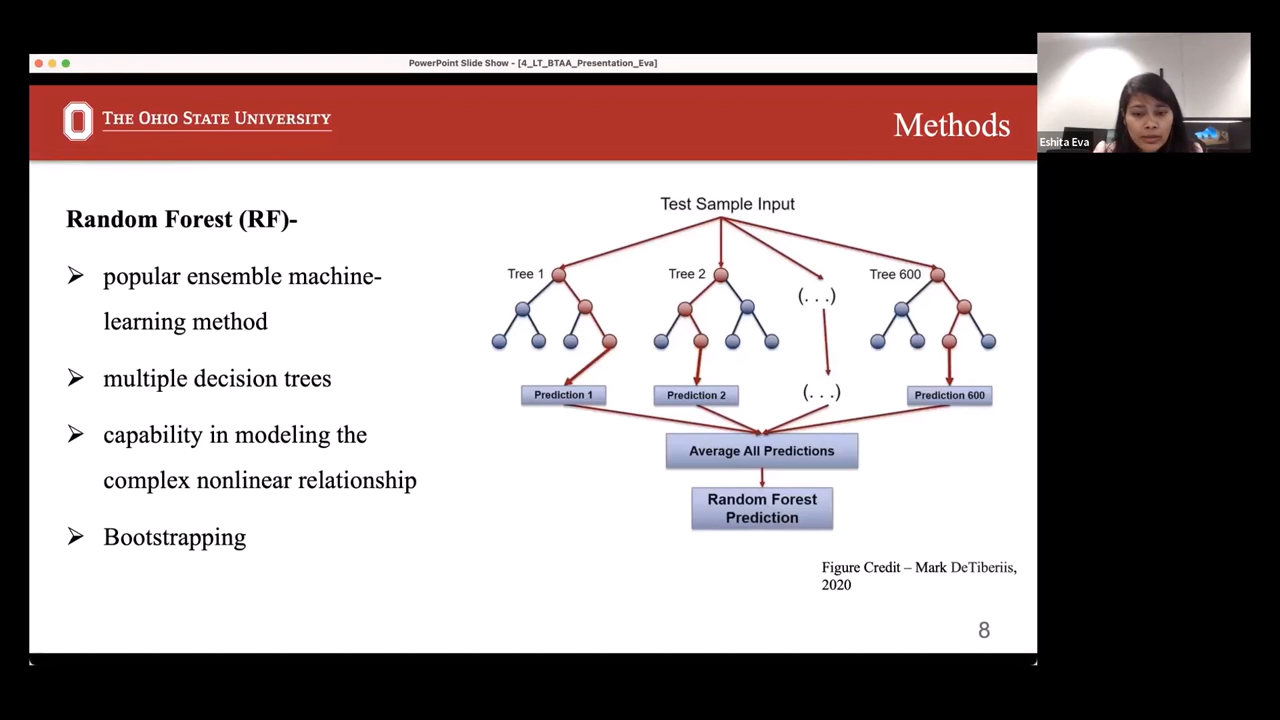 PowerPoint Slide Show - [4_LT_BTAA_Presentation_Eva]
THE OHIO STATE UNIVERSITY
Methods
Eshita Eva
Random Forest (RF)-
popular ensemble machine-
learning method
multiple decision trees
capability in modeling the
complex nonlinear relationship
Bootstrapping
Test Sample Input
Tree 1
Tree 2
(. . .)
Tree 600
Prediction 1
Prediction 2
(. . .)
Prediction 600
Average All Predictions
Random Forest
Prediction
Figure Credit – Mark DeTiberiis,
2020
8